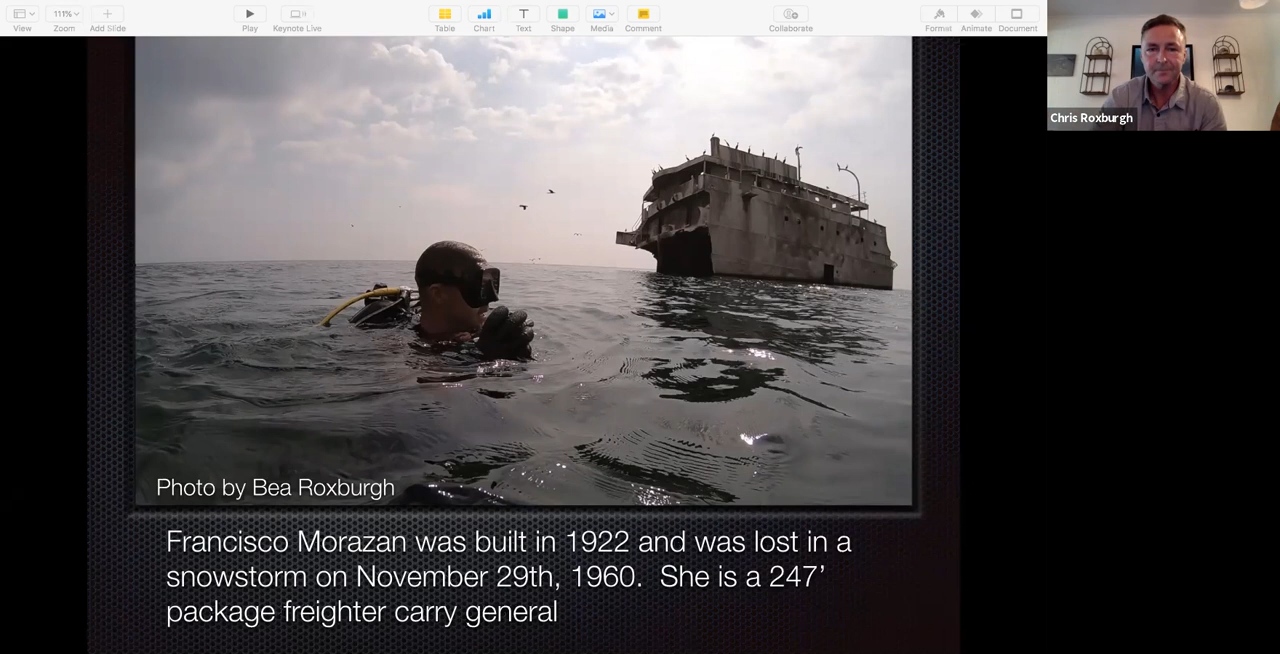 View
Zoom
Add Slide
Play
Keynote Live
Table
Chart
Text
Shape
Media
Comment
Collaborate
Format
Animate
Document
111%
T
Chris Roxburgh
Photo by Bea Roxburgh
Francisco Morazan was built in 1922 and was lost in a
snowstorm on November 29th, 1960. She is a 247’
package freighter carry general